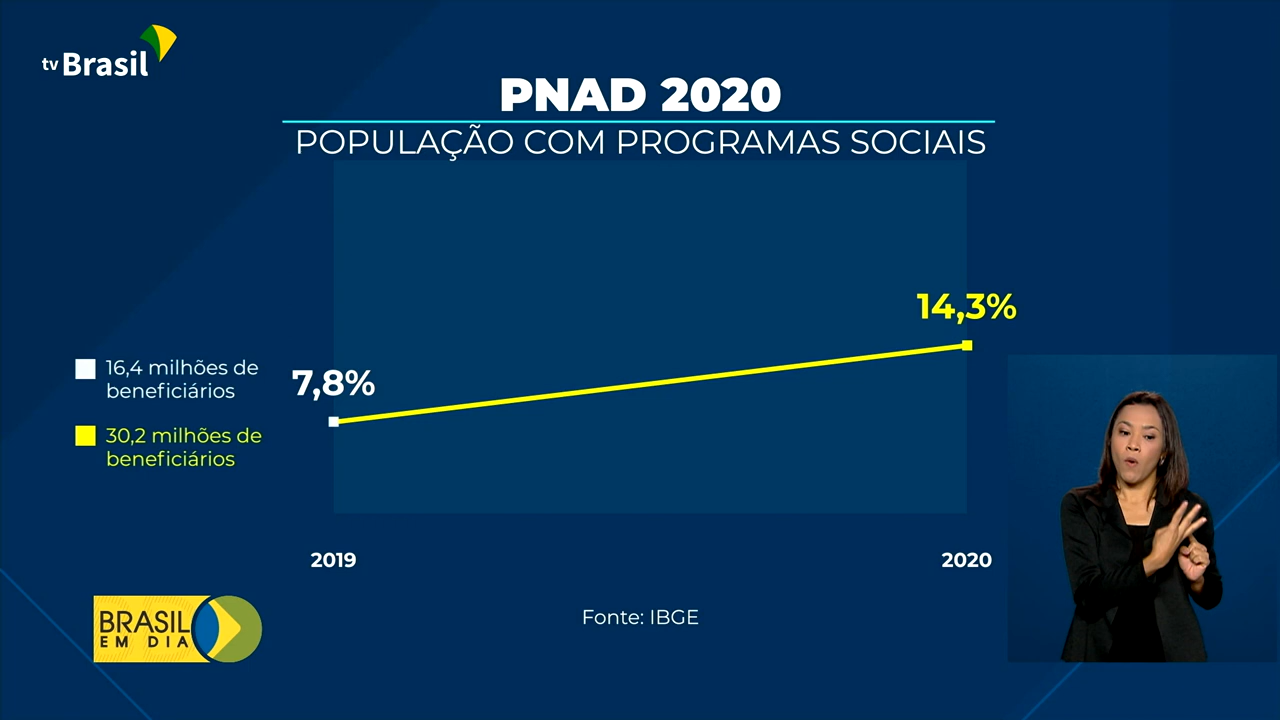 tv Brasil
PNAD 2020
POPULAÇÃO COM PROGRAMAS SOCIAIS
14,3%
16,4 milhões de
beneficiários
7,8%
30,2 milhões de
beneficiários
2019
2020
BRASIL
EM DIA
Fonte: IBGE